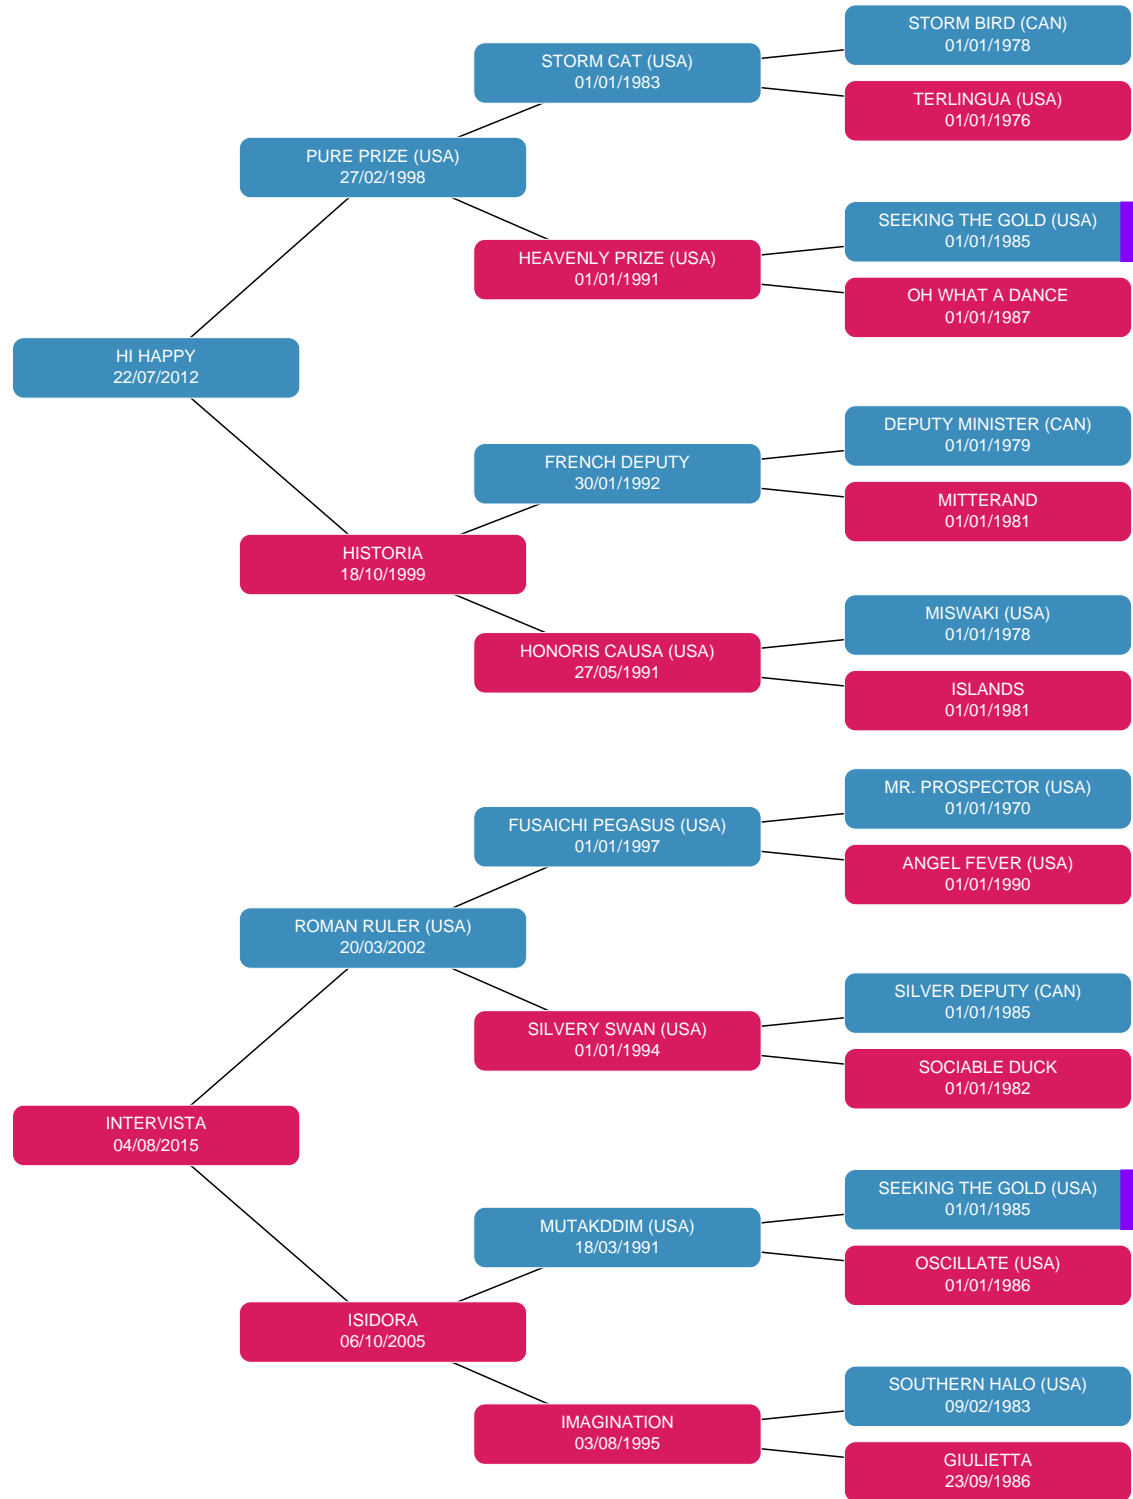 STORM BIRD (CAN)
01/01/1978
STORM CAT (USA)
01/01/1983
TERLINGUA (USA)
01/01/1976
PURE PRIZE (USA)
27/02/1998
SEEKING THE GOLD (USA)
01/01/1985
HEAVENLY PRIZE (USA)
01/01/1991
OH WHAT A DANCE
01/01/1987
HI HAPPY
22/07/2012
DEPUTY MINISTER (CAN)
01/01/1979
FRENCH DEPUTY
30/01/1992
MITTERAND
01/01/1981
HISTORIA
18/10/1999
MISWAKI (USA)
01/01/1978
HONORIS CAUSA (USA)
27/05/1991
ISLANDS
01/01/1981
MR. PROSPECTOR (USA)
01/01/1970
FUSAICHI PEGASUS (USA)
01/01/1997
ANGEL FEVER (USA)
01/01/1990
ROMAN RULER (USA)
20/03/2002
SILVER DEPUTY (CAN)
01/01/1985
SILVERY SWAN (USA)
01/01/1994
SOCIABLE DUCK
01/01/1982
INTERVISTA
04/08/2015
SEEKING THE GOLD (USA)
01/01/1985
MUTAKDDIM (USA)
18/03/1991
OSCILLATE (USA)
01/01/1986
ISIDORA
06/10/2005
SOUTHERN HALO (USA)
09/02/1983
IMAGINATION
03/08/1995
GIULIETTA
23/09/1986